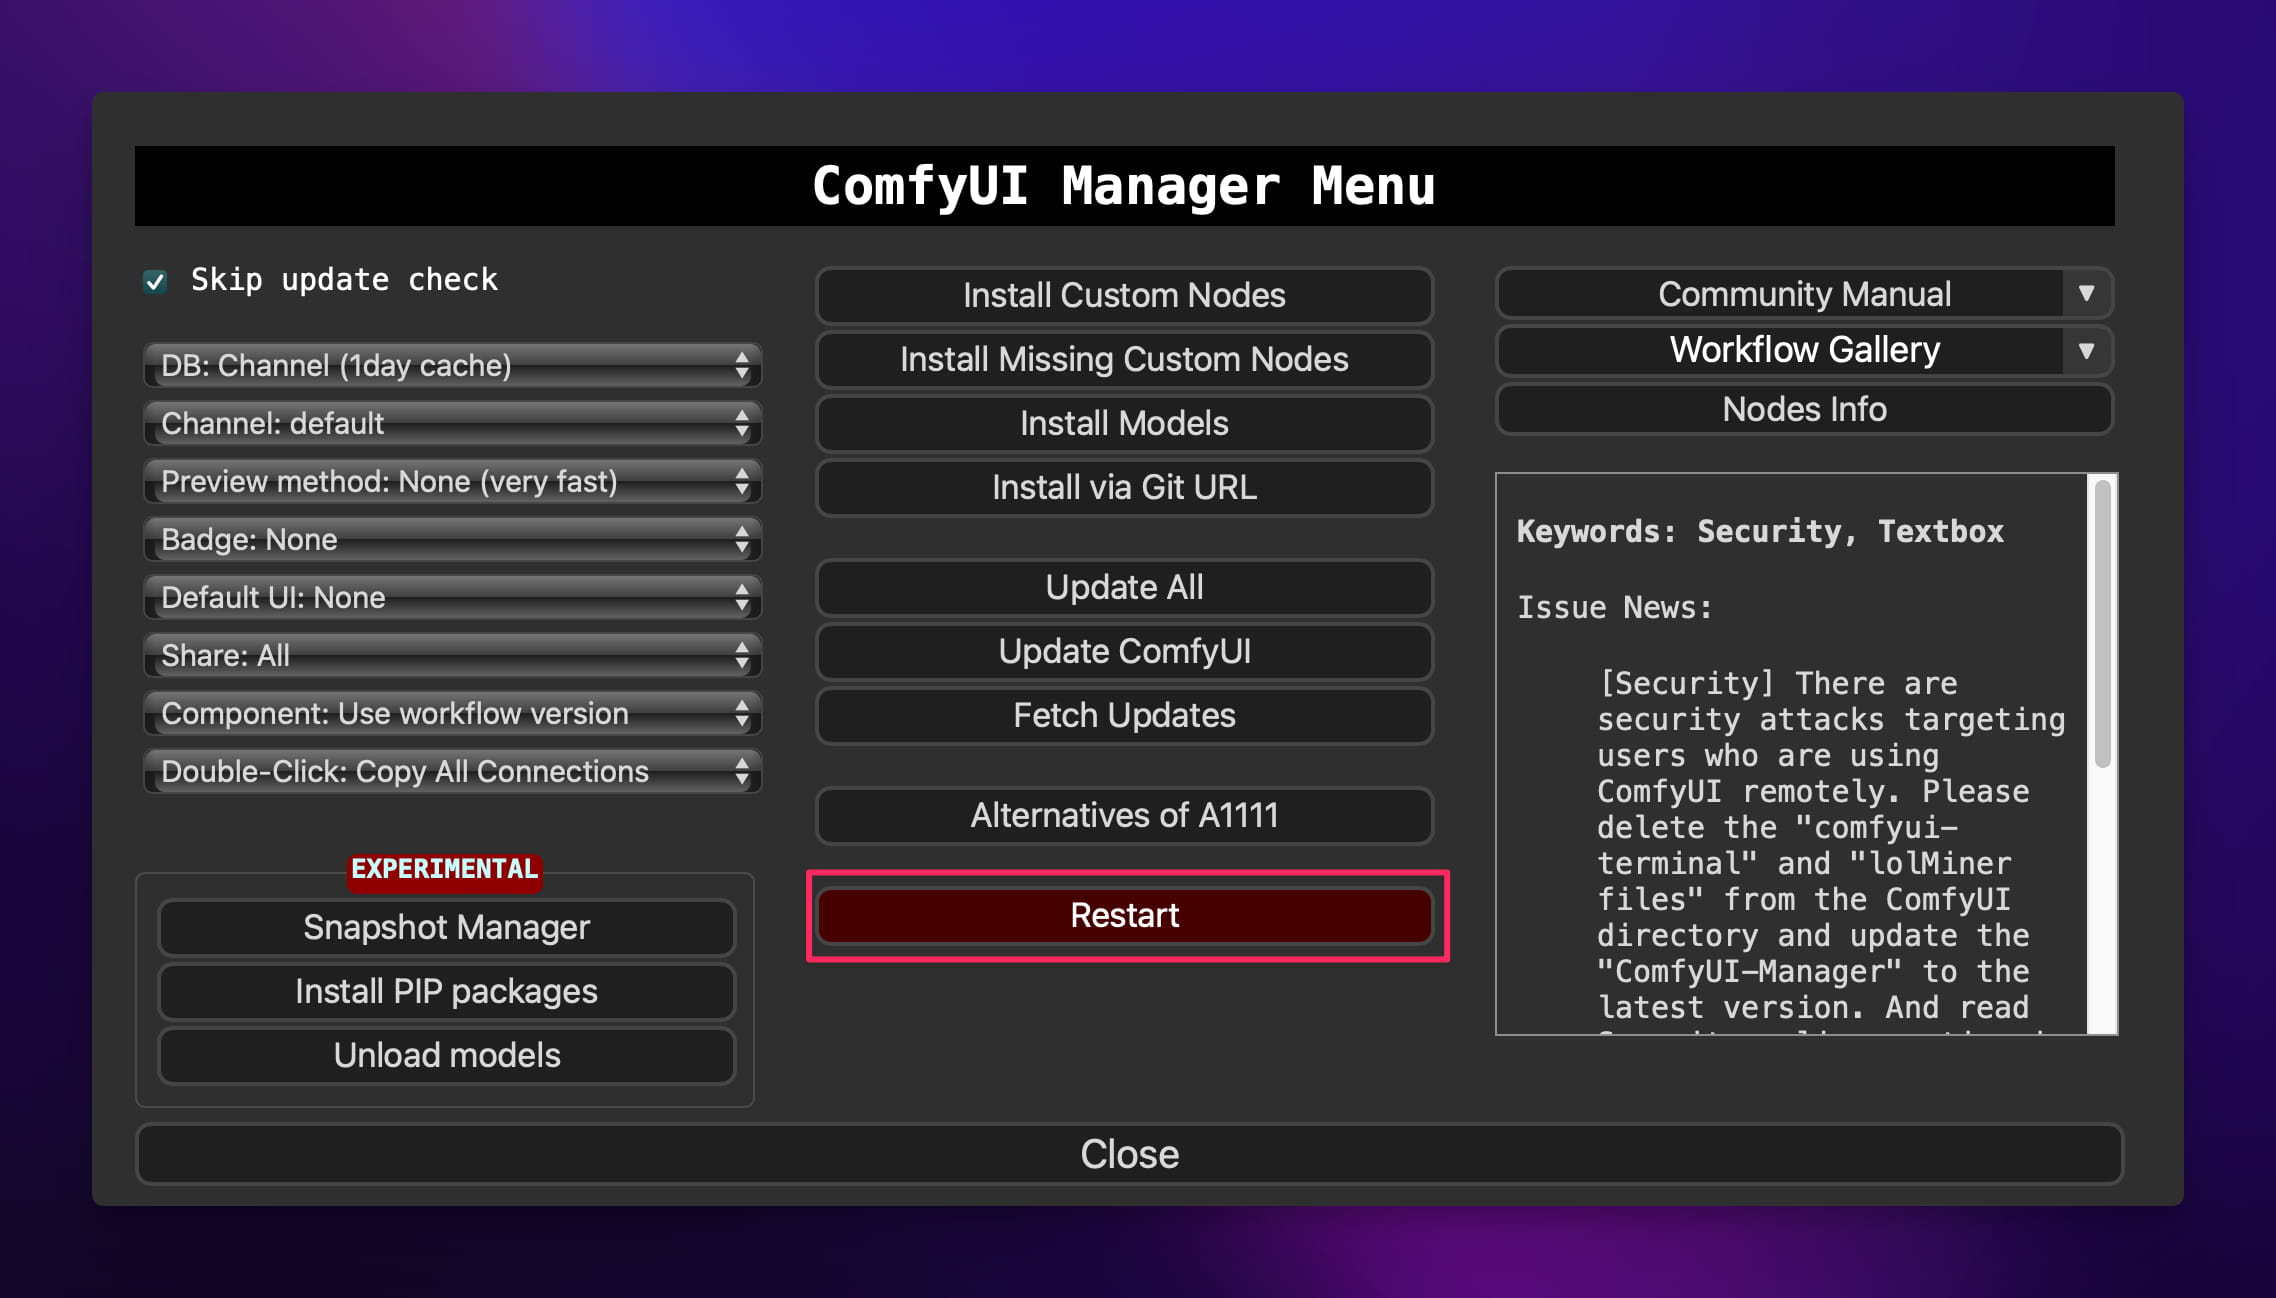 ComfyUI Manager Menu
Skip update check
DB: Channel (1day cache)
Channel: default
Preview method: None (very fast)
Badge: None
Default UI: None
Share: All
Component: Use workflow version
Double-Click: Copy All Connections
EXPERIMENTAL
Snapshot Manager
Install PIP packages
Unload models
Install Custom Nodes
Install Missing Custom Nodes
Install Models
Install via Git URL
Update All
Update ComfyUI
Fetch Updates
Alternatives of A1111
Restart
Community Manual
Workflow Gallery
Nodes Info
Keywords: Security, Textbox
Issue News:
[Security] There are
security attacks targeting
users who are using
ComfyUI remotely. Please
delete the "comfyui-
terminal" and "lolMiner
files" from the ComfyUI
directory and update the
"ComfyUI-Manager" to the
latest version. And read
Close